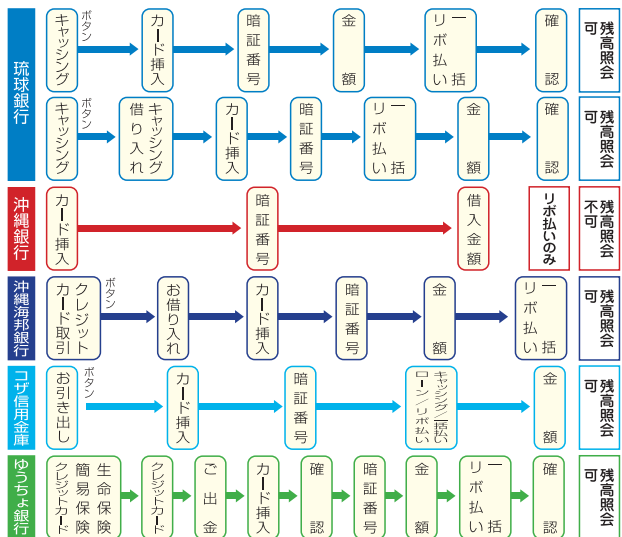 琉球銀行
キャッシング
ボタン
カード挿入
暗証番号
金額
一括
リボ払い
確認
残高照会
可
キャッシング
ボタン
キャッシング
借り入れ
カード挿入
暗証番号
一括
リボ払い
金額
確認
残高照会
可
沖縄銀行
カード挿入
暗証番号
借入金額
リボ払いのみ
残高照会
不可
沖縄海邦銀行
クレジット
カード取引
ボタン
お借り入れ
カード挿入
暗証番号
金額
一括
リボ払い
残高照会
可
コザ信用金庫
お引き出し
ボタン
カード挿入
暗証番号
キャッシング/一括払い
ローン/リボ払い
金額
残高照会
可
ゆうちょ銀行
生命保険
簡易保険
クレジットカード
クレジットカード
ご出金
カード挿入
確認
暗証番号
金額
一括
リボ払い
確認
残高照会
可